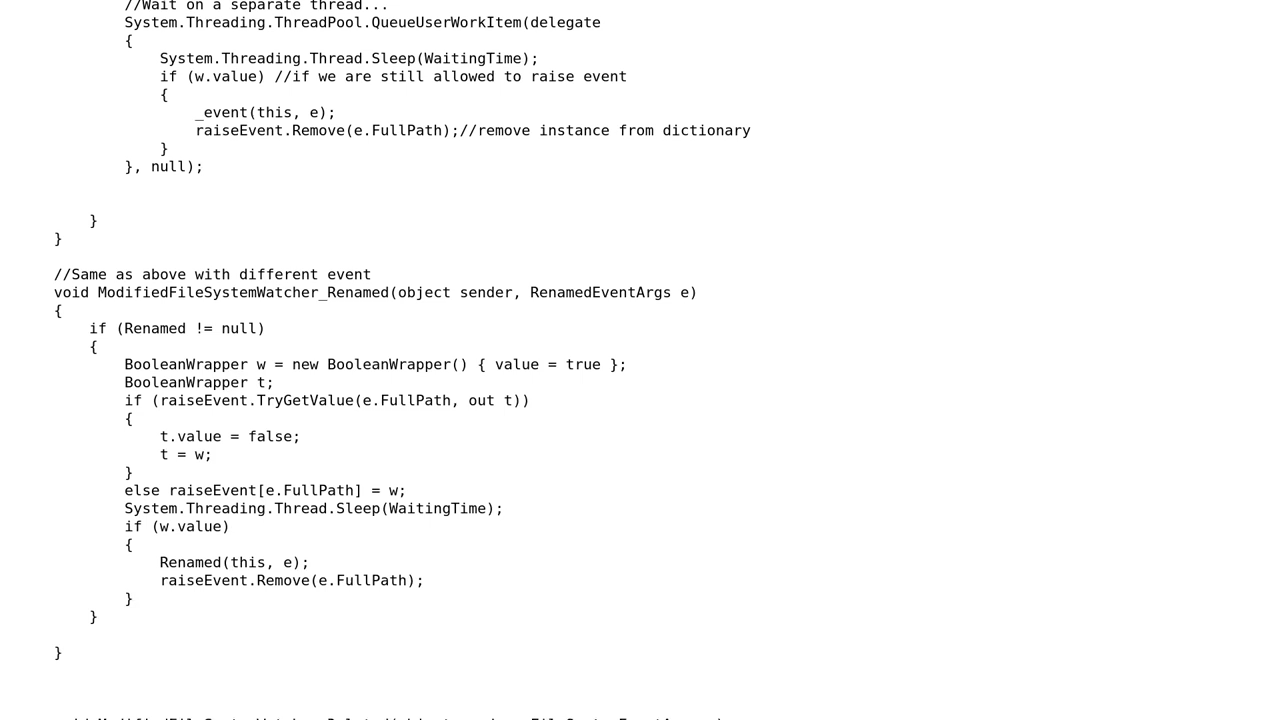 //Wait on a separate thread...
System.Threading.ThreadPool.QueueUserWorkItem(delegate
{
System.Threading.Thread.Sleep(WaitingTime);
if (w.value) //if we are still allowed to raise event
{
_event(this, e);
raiseEvent.Remove(e.FullPath);//remove instance from dictionary
}
}, null);
}
}
//Same as above with different event
void ModifiedFileSystemWatcher_Renamed(object sender, RenamedEventArgs e)
{
if (Renamed != null)
{
BooleanWrapper w = new BooleanWrapper() { value = true };
BooleanWrapper t;
if (raiseEvent.TryGetValue(e.FullPath, out t))
{
t.value = false;
t = w;
}
else raiseEvent[e.FullPath] = w;
System.Threading.Thread.Sleep(WaitingTime);
if (w.value)
{
Renamed(this, e);
raiseEvent.Remove(e.FullPath);
}
}
}